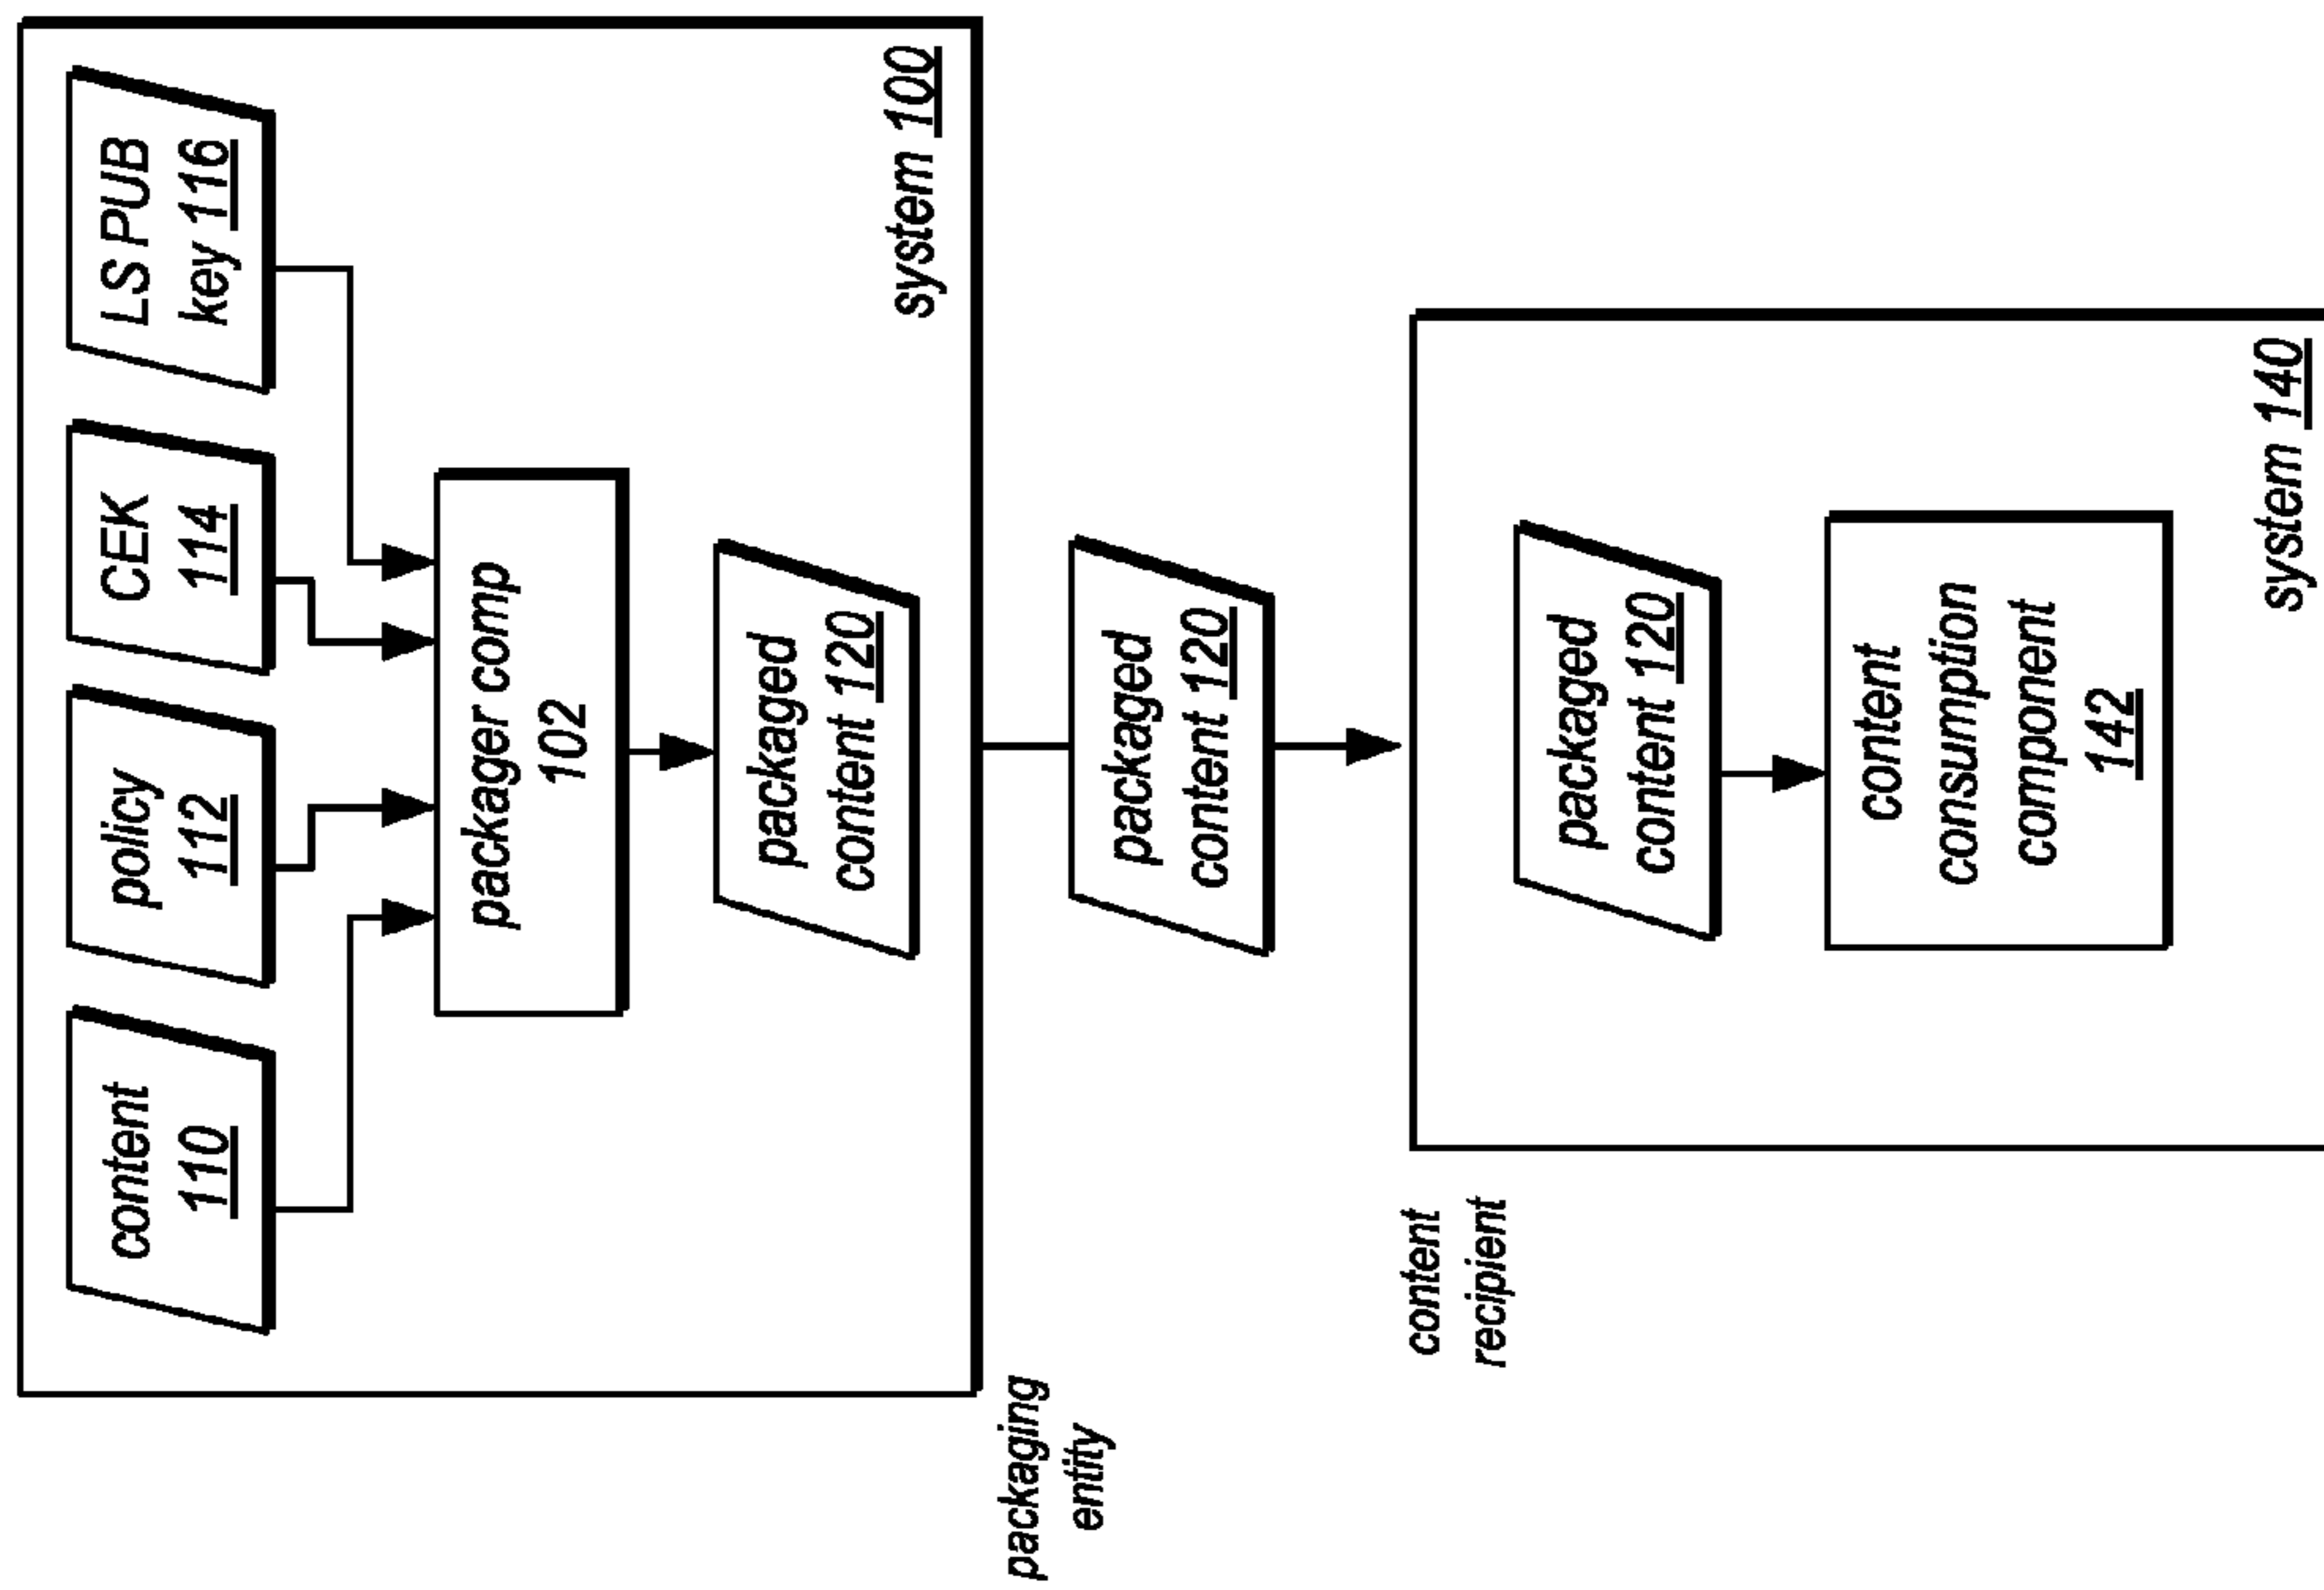 content
110
policy
112
CEK
114
LS PUB
key 116
packager comp
102
packaged
content 120
system 100
packaging
entity
packaged
content 120
content
recipient
packaged
content 120
content
consumption
component
142
system 140